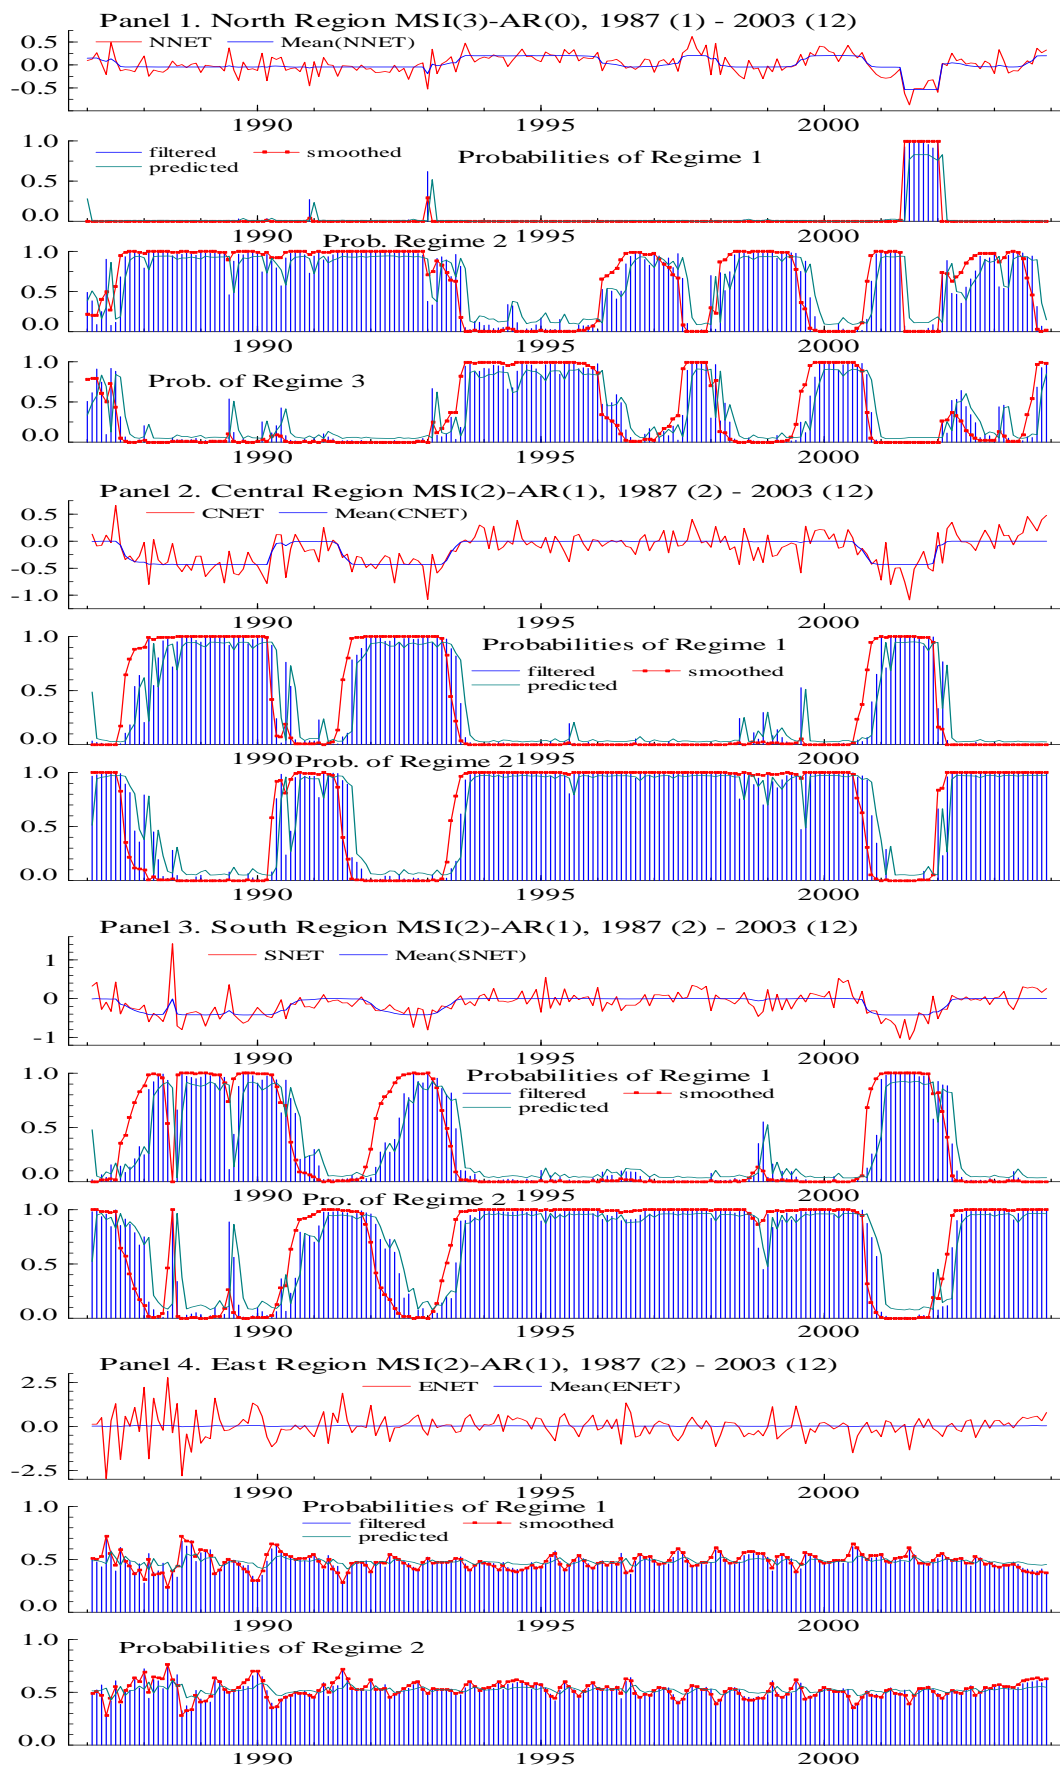 Panel 1. North Region MSI(3)-AR(0), 1987 (1) - 2003 (12)
NNET Mean(NNET)
0.5
0.0
-0.5
1990 1995 2000
1.0
0.5
0.0
filtered smoothed
predicted
Probabilities of Regime 1
1990 1995 2000
Prob. Regime 2
1.0
0.5
0.0
1990 1995 2000
1.0
0.5
0.0
Prob. of Regime 3
1990 1995 2000
Panel 2. Central Region MSI(2)-AR(1), 1987 (2) - 2003 (12)
CNET Mean(CNET)
0.5
0.0
-0.5
-1.0
1990 1995 2000
1.0
0.5
0.0
Probabilities of Regime 1
filtered smoothed
predicted
1990 1995 2000
Prob. of Regime 2
1.0
0.5
0.0
1990 1995 2000
Panel 3. South Region MSI(2)-AR(1), 1987 (2) - 2003 (12)
SNET Mean(SNET)
1
0
-1
1990 1995 2000
1.0
0.5
0.0
Probabilities of Regime 1
filtered smoothed
predicted
1990 1995 2000
Pro. of Regime 2
1.0
0.5
0.0
1990 1995 2000
Panel 4. East Region MSI(2)-AR(1), 1987 (2) - 2003 (12)
ENET Mean(ENET)
2.5
0.0
-2.5
1990 1995 2000
1.0
0.5
0.0
Probabilities of Regime 1
filtered smoothed
predicted
1990 1995 2000
1.0
0.5
0.0
Probabilities of Regime 2
1990 1995 2000